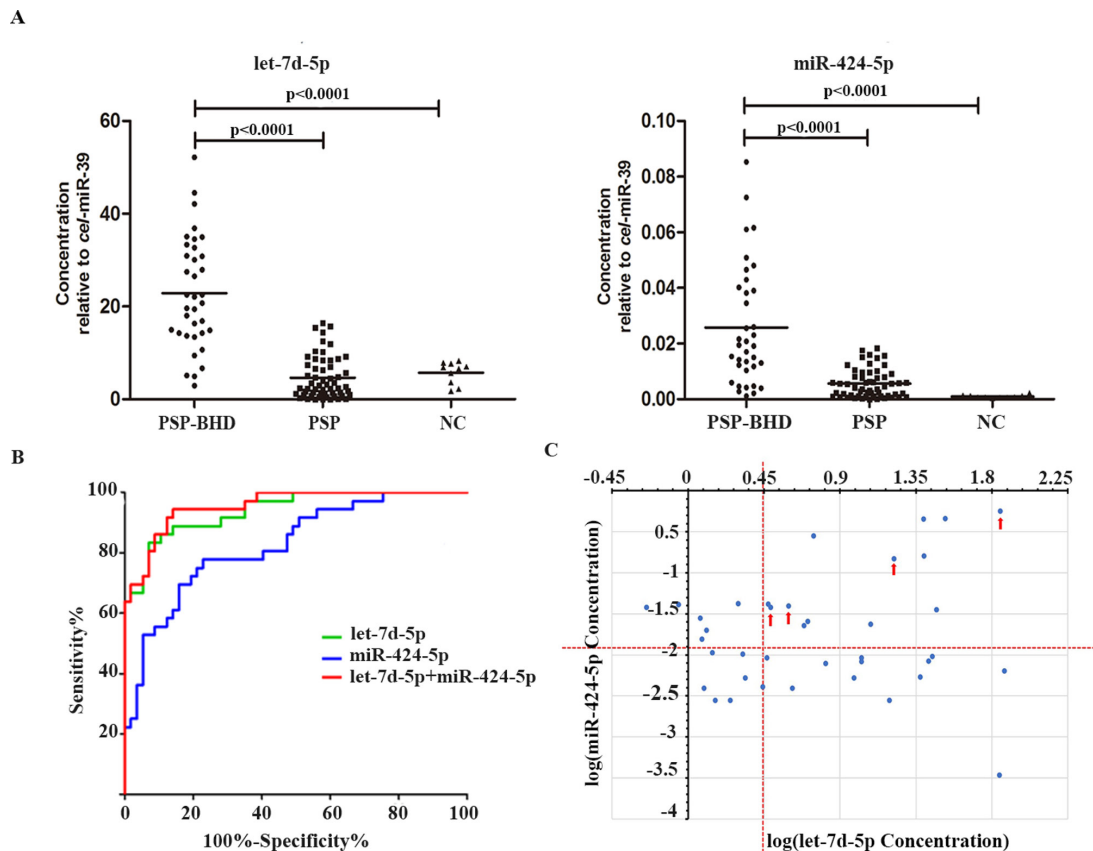 A
let-7d-5p
p<0.0001
p<0.0001
60
40
20
0
Concentration
relative to cel-miR-39
PSP-BHD PSP NC
miR-424-5p
p<0.0001
p<0.0001
0.10
0.08
0.06
0.04
0.02
0.00
Concentration
relative to cel-miR-39
PSP-BHD PSP NC
B
100
80
60
40
20
Sensitivity%
let-7d-5p
miR-424-5p
let-7d-5p+miR-424-5p
0 20 40 60 80 100
100%-Specificity%
C
-0.45 0 0.45 0.9 1.35 1.8 2.25
0.5
-1
-1.5
-2
-2.5
-3
-3.5
-4
log(miR-424-5p Concentration)
log(let-7d-5p Concentration)